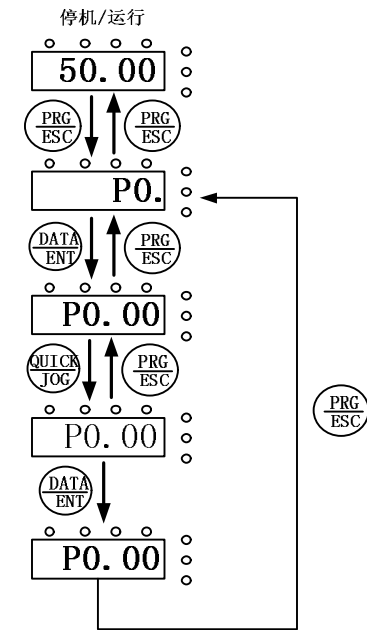 停机/运行
50.00
PRG
ESC
PRG
ESC
P0.
DATA
ENT
PRG
ESC
P0.00
QUICK
JOG
PRG
ESC
P0.00
PRG
ESC
DATA
ENT
P0.00